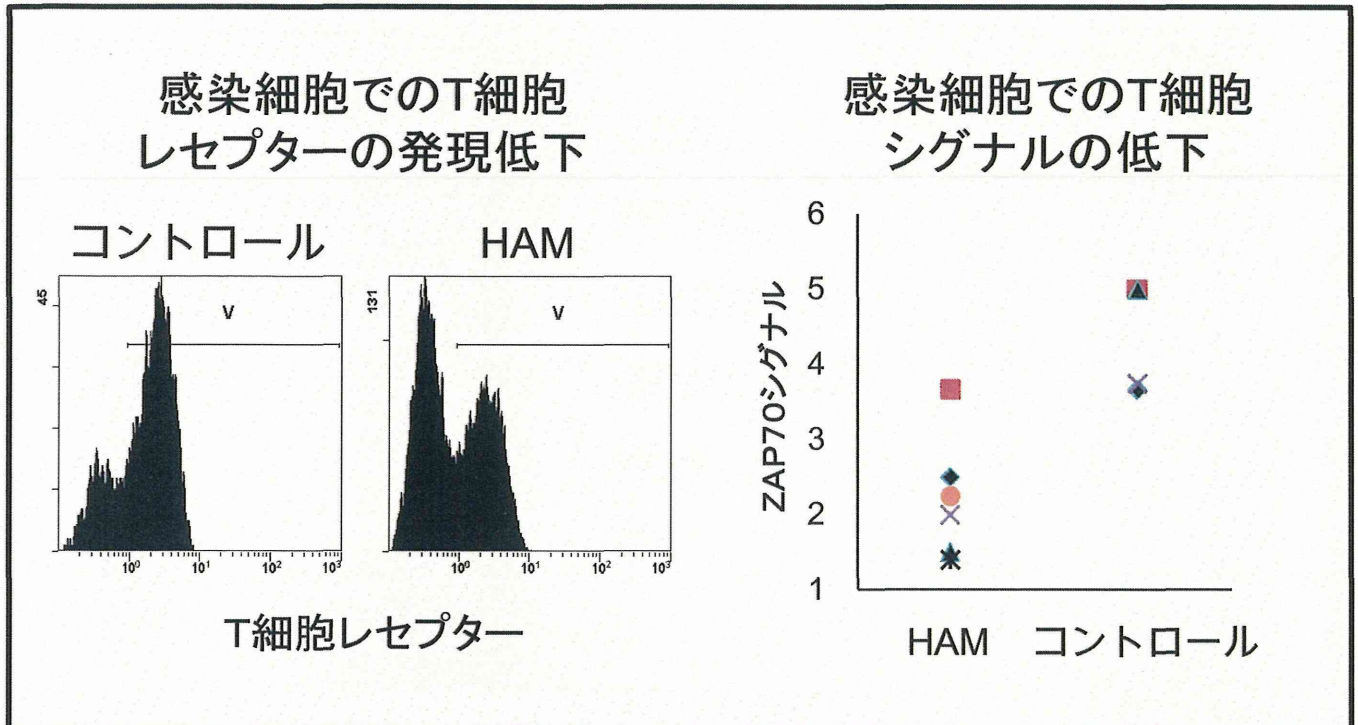 感染細胞でのT細胞
レセプターの発現低下
コントロール
HAM
45
V
10⁰ 10¹ 10² 10³
131
V
10⁰ 10¹ 10² 10³
T細胞レセプター
感染細胞でのT細胞
シグナルの低下
ZAP70シグナル
6
5
4
3
2
1
HAM コントロール